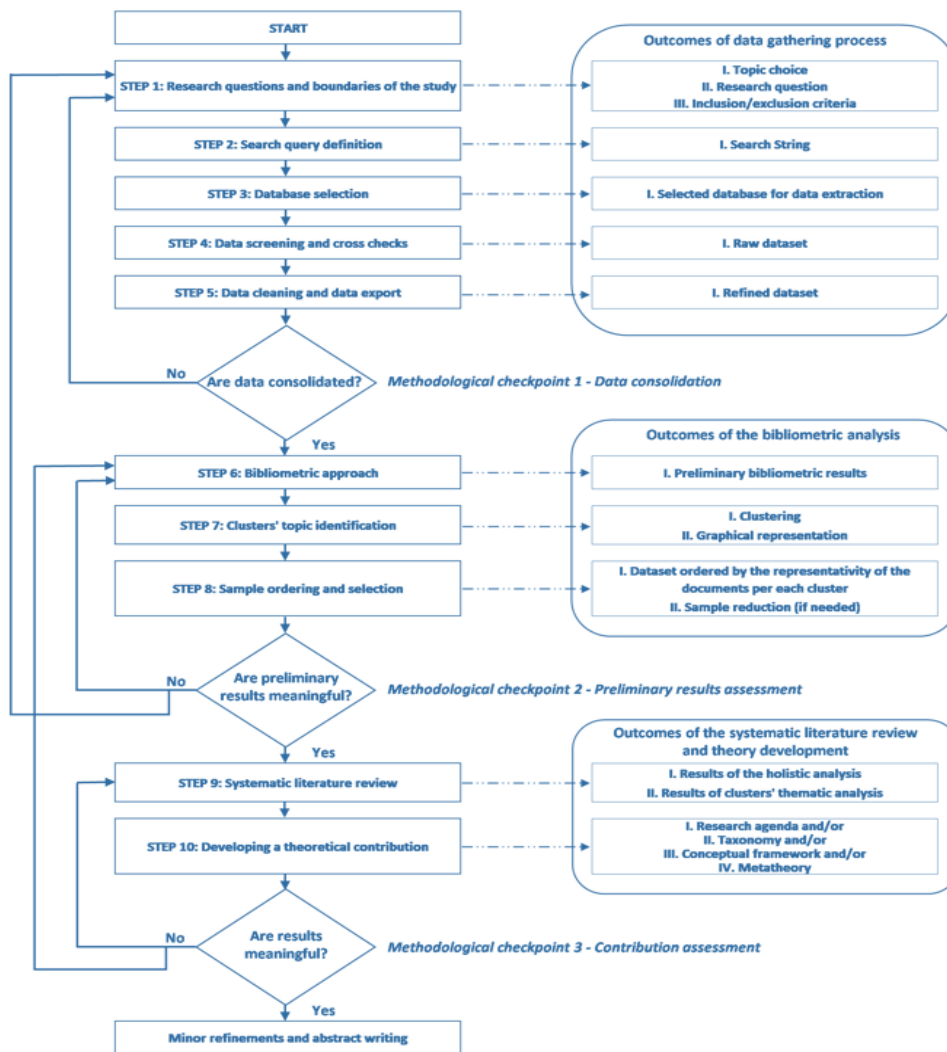 START
Outcomes of data gathering process
STEP 1: Research questions and boundaries of the study
I. Topic choice
II. Research question
III. Inclusion/exclusion criteria
STEP 2: Search query definition
I. Search String
STEP 3: Database selection
I. Selected database for data extraction
STEP 4: Data screening and cross checks
I. Raw dataset
STEP 5: Data cleaning and data export
I. Refined dataset
No
Are data consolidated?
Methodological checkpoint 1 - Data consolidation
Yes
Outcomes of the bibliometric analysis
STEP 6: Bibliometric approach
I. Preliminary bibliometric results
STEP 7: Clusters' topic identification
I. Clustering
II. Graphical representation
STEP 8: Sample ordering and selection
I. Dataset ordered by the representativity of the
documents per each cluster
II. Sample reduction (if needed)
No
Are preliminary
results meaningful?
Methodological checkpoint 2 - Preliminary results assessment
Yes
Outcomes of the systematic literature review
and theory development
STEP 9: Systematic literature review
I. Results of the holistic analysis
II. Results of clusters' thematic analysis
STEP 10: Developing a theoretical contribution
I. Research agenda and/or
II. Taxonomy and/or
III. Conceptual framework and/or
IV. Metatheory
No
Are results
meaningful?
Methodological checkpoint 3 - Contribution assessment
Yes
Minor refinements and abstract writing